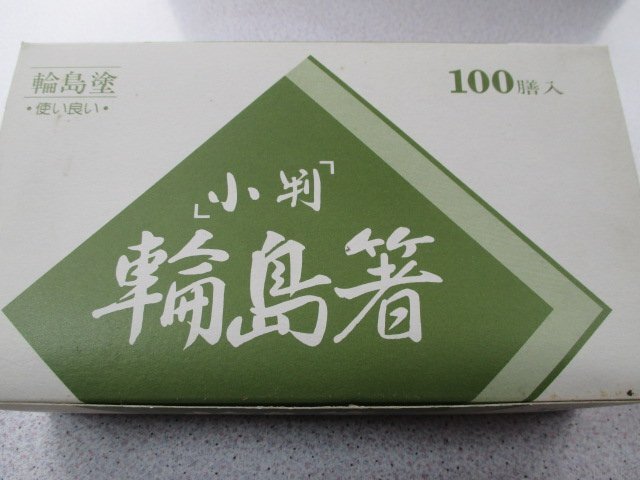 輪島塗
・使い良い・
100膳入
「小判」
輪島箸